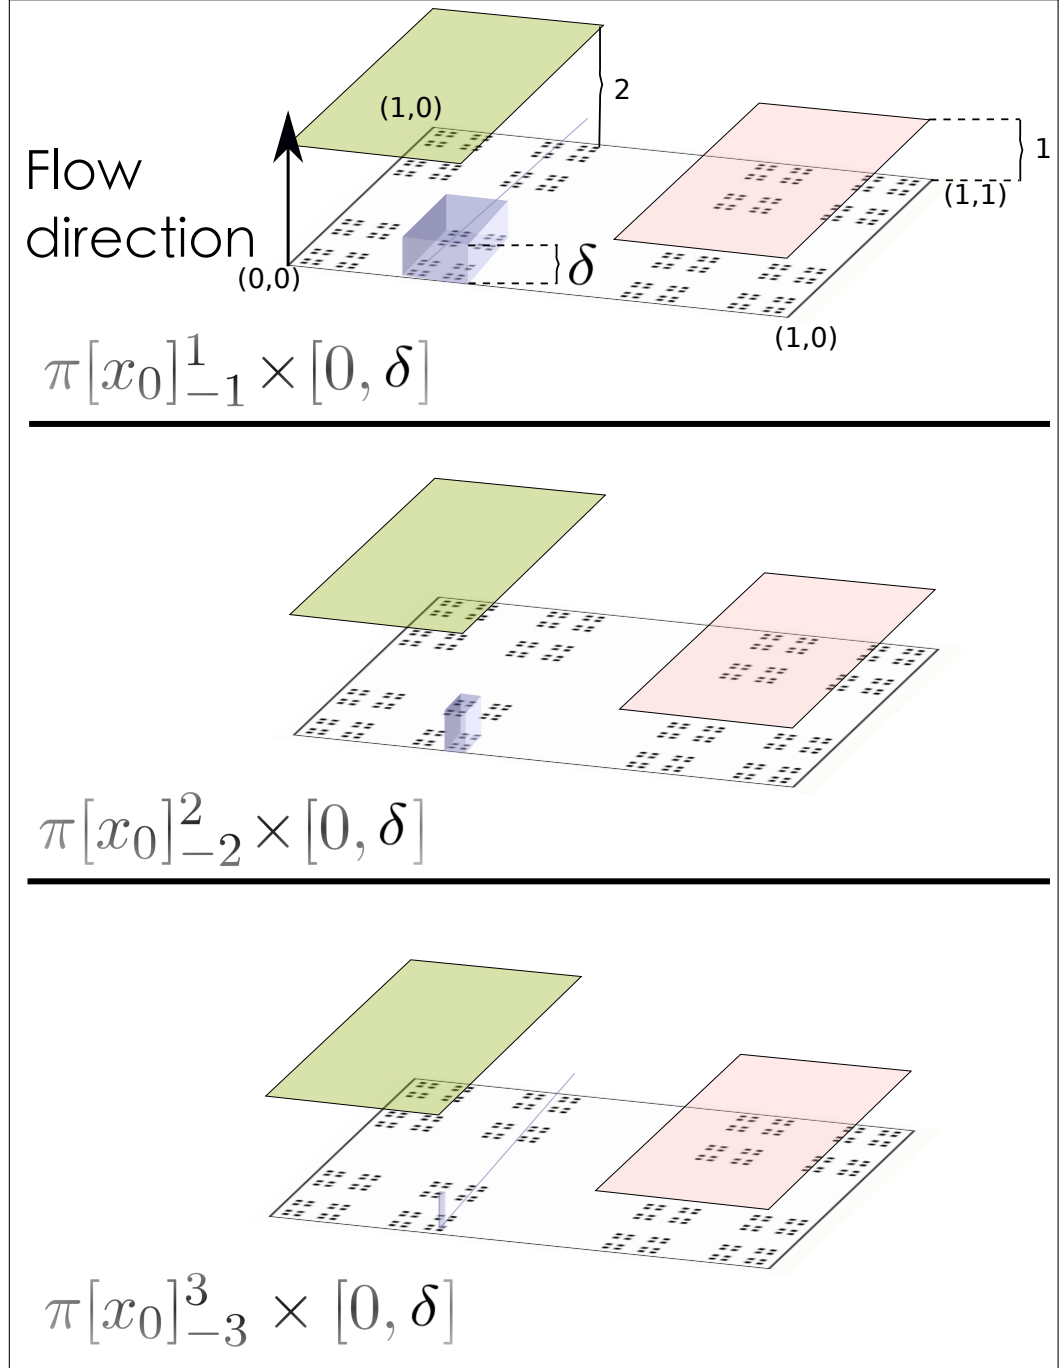 (1,0)
2
Flow
direction
1
(1,1)
(0,0)
δ
(1,0)
π[x₀]¹₋₁ × [0, δ]
π[x₀]²₋₂ × [0, δ]
π[x₀]³₋₃ × [0, δ]